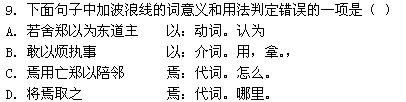 9. 下面句子中加波浪线的词意义和用法判定错误的一项是（ ）
A. 若舍郑以为东道主 以：动词。认为
B. 敢以烦执事 以：介词。用，拿。，
C. 焉用亡郑以陪邻 焉：代词。怎么。
D. 将焉取之 焉：代词。哪里。